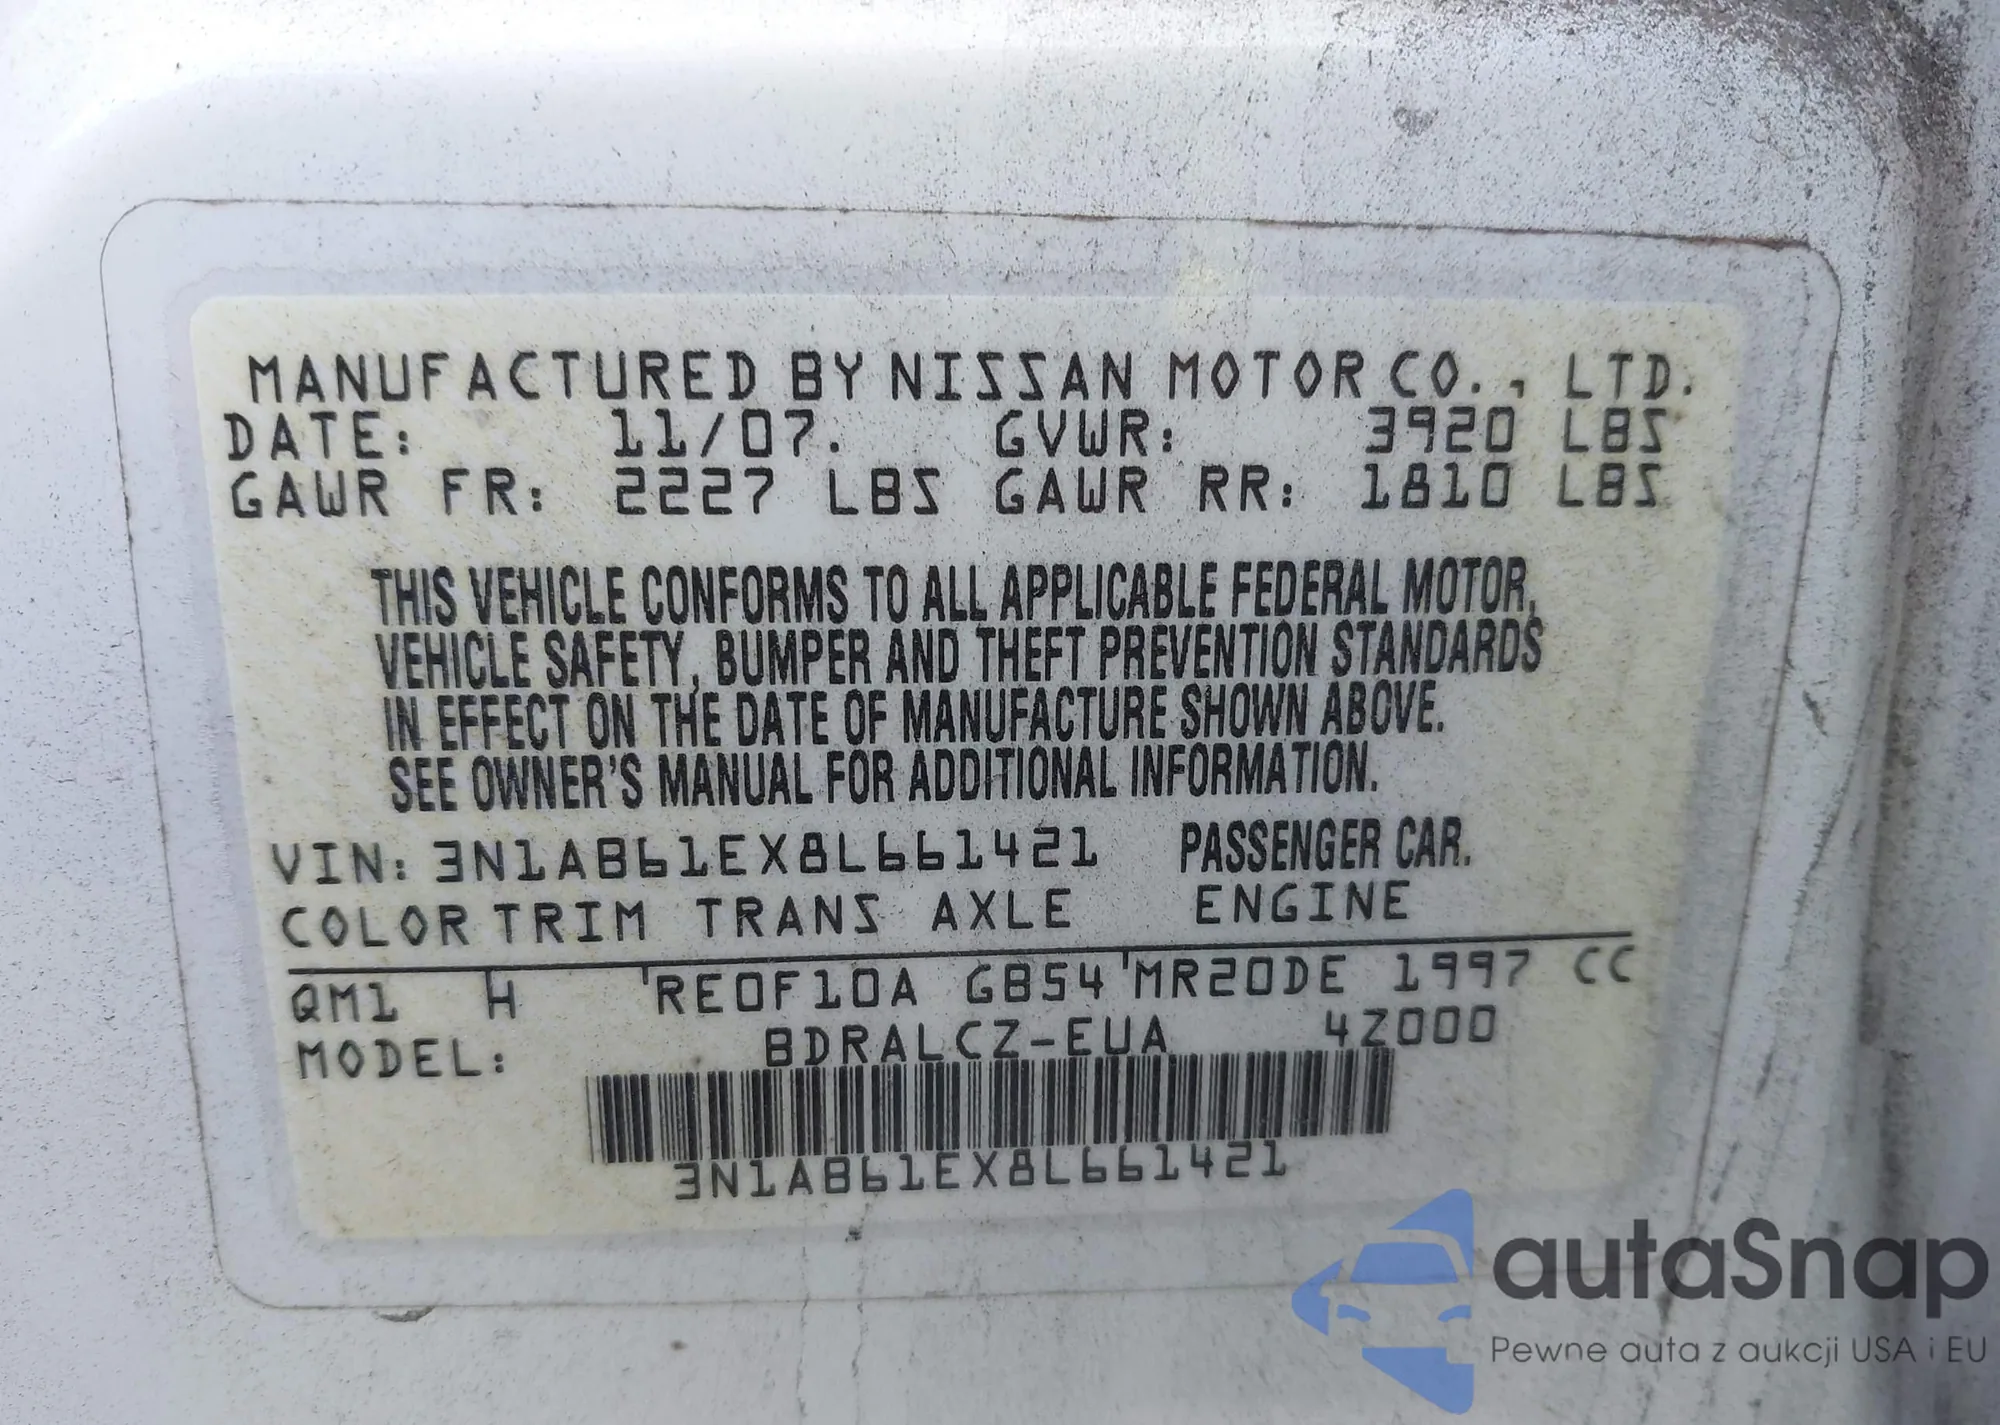 MANUFACTURED BY NISSAN MOTOR CO., LTD.
DATE: 11/07. GVWR: 3920 LBS
GAWR FR: 2227 LBS GAWR RR: 1810 LBS
THIS VEHICLE CONFORMS TO ALL APPLICABLE FEDERAL MOTOR,
VEHICLE SAFETY, BUMPER AND THEFT PREVENTION STANDARDS
IN EFFECT ON THE DATE OF MANUFACTURE SHOWN ABOVE.
SEE OWNER'S MANUAL FOR ADDITIONAL INFORMATION.
VIN: 3N1AB61EX8L661421 PASSENGER CAR.
COLOR TRIM TRANS AXLE ENGINE
QM1 H 'RE0F10A GB54 'MR20DE 1997 CC
MODEL: BDRALCZ-EUA 4Z000
3N1AB61EX8L661421
autaSnap
Pewne auta z aukcji USA i EU